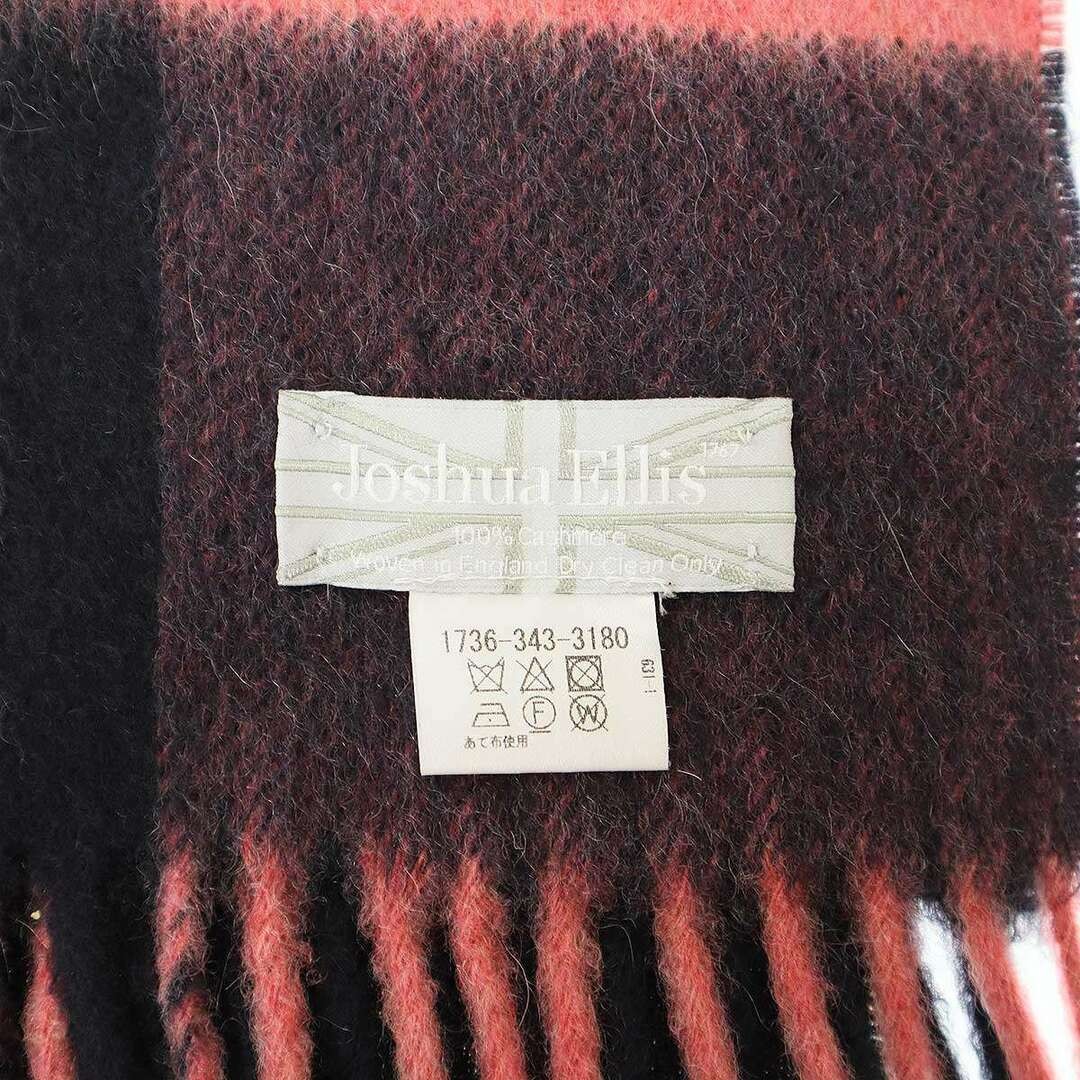 Joshua Ellis 1767
100% Cashmere
Woven in England Dry Clean Only
1736-343-3180
F W
あて布使用